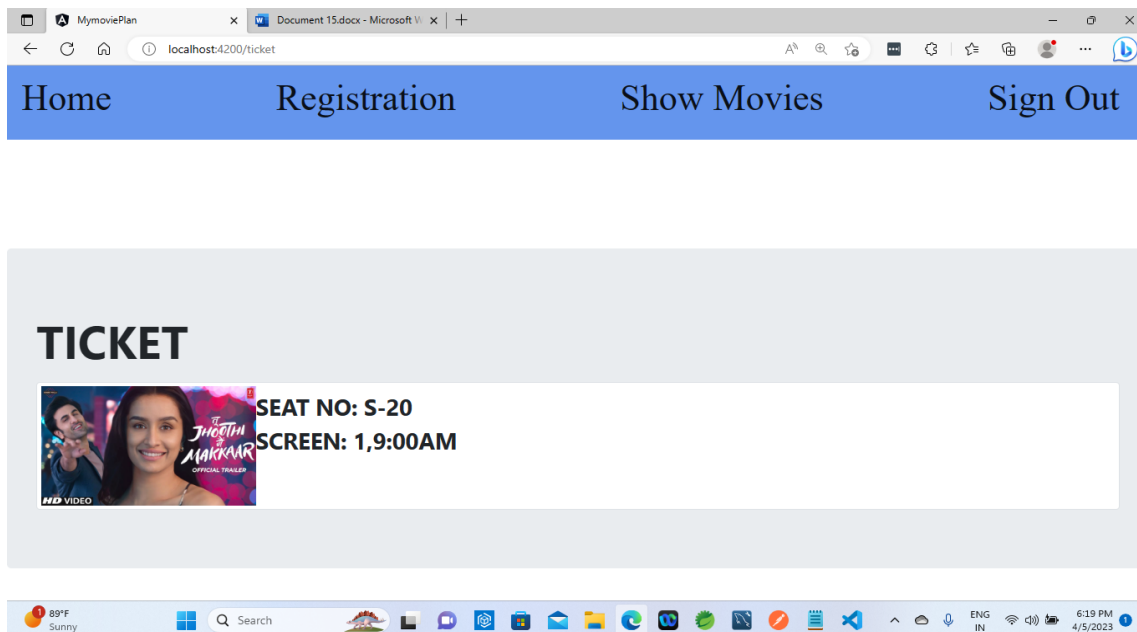 MymoviePlan
Document 15.docx - Microsoft W
localhost:4200/ticket
Home Registration Show Movies Sign Out
TICKET
SEAT NO: S-20
SCREEN: 1,9:00AM
तू
JHOOTHI
मैं
MAKKAAR
OFFICIAL TRAILER
HD VIDEO
1
89°F
Sunny
Search
ENG
IN
6:19 PM
4/5/2023
1